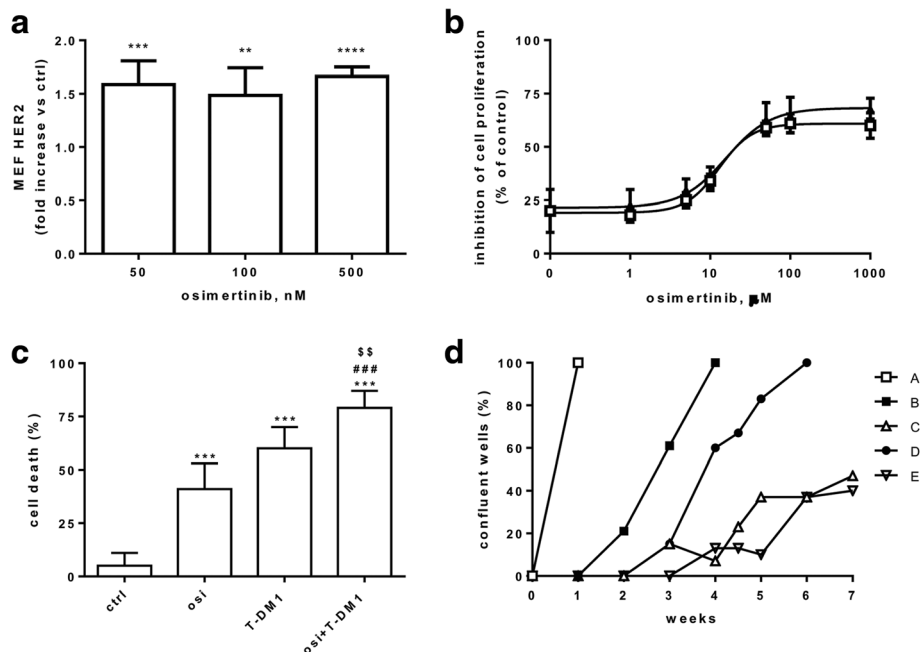 a
MEF HER2
(fold increase vs ctrl)
2.0
1.5
1.0
0.5
0.0
***
**
****
50
100
500
osimertinib, nM
b
inhibition of cell proliferation
(% of control)
100
75
50
25
0
0
1
10
100
1000
osimertinib, µM
c
cell death (%)
100
75
50
25
0
***
***
$$
###
***
ctrl
osi
T-DM1
osi+T-DM1
d
confluent wells (%)
100
80
60
40
20
0
0
1
2
3
4
5
6
7
weeks
A
B
C
D
E